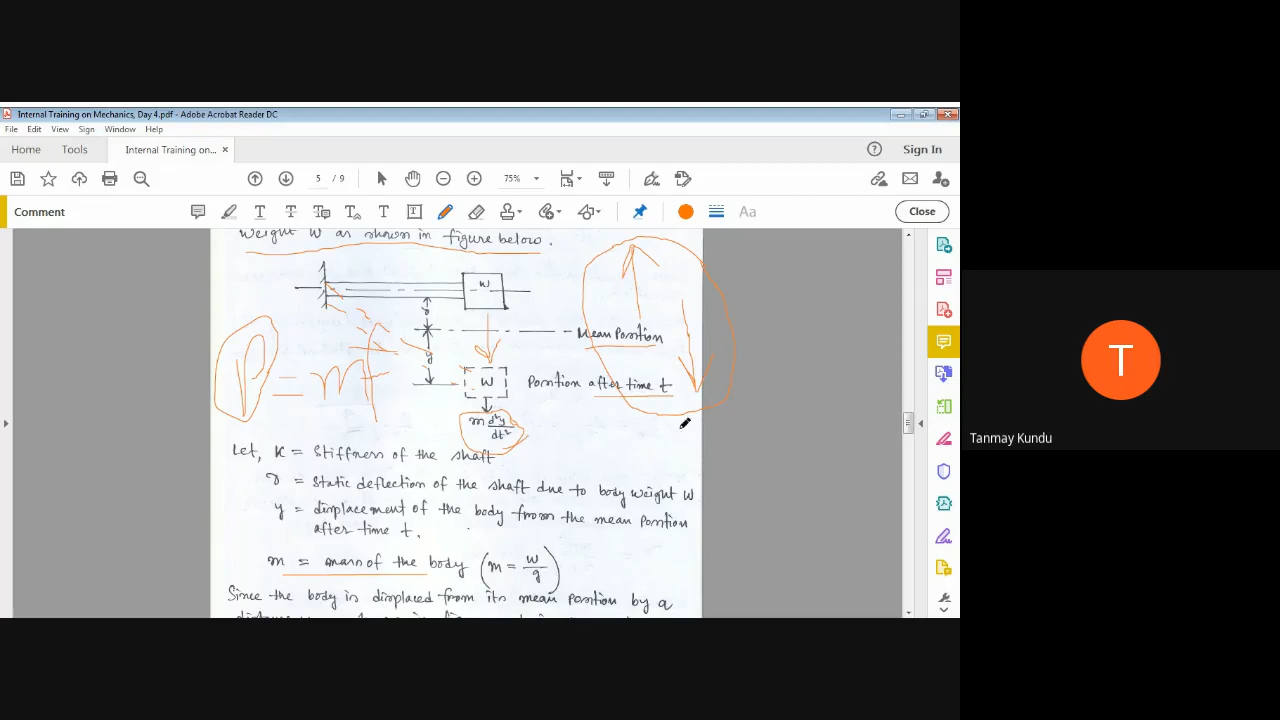 Internal Training on Mechanics, Day 4.pdf - Adobe Acrobat Reader DC
File Edit View Sign Window Help
Home Tools Internal Training on... × Sign In
5 / 9 75%
Comment Aa Close
Weight W as shown in figure below.
W
δ
Mean Position
y
W Position after time t
P = mf
m d²y/dt²
Let, K = Stiffness of the shaft
δ = Static deflection of the shaft due to body weight W
y = displacement of the body from the mean position
after time t.
m = mass of the body (m = W/g)
Since the body is displaced from its mean position by a
T
Tanmay Kundu